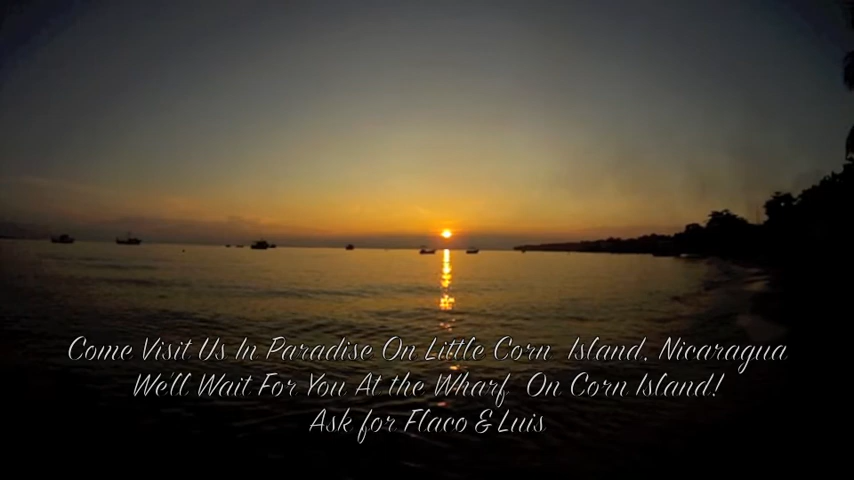 Come Visit Us In Paradise On Little Corn Island, Nicaragua
We'll Wait For You At the Wharf On Corn Island!
Ask for Flaco & Luis